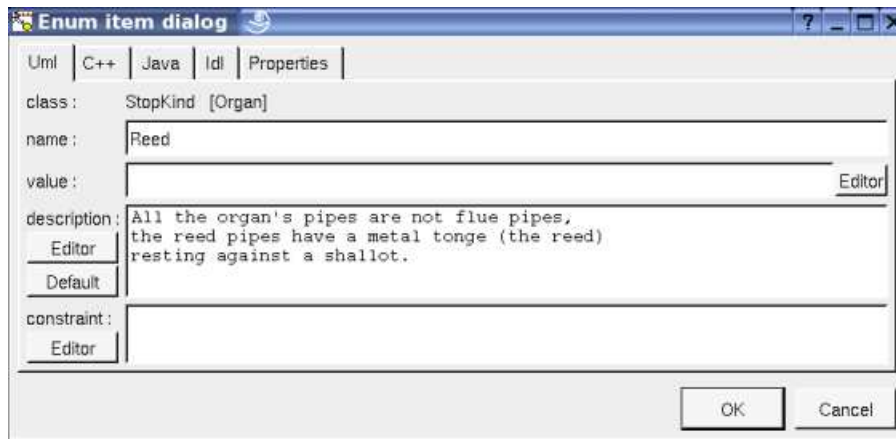 Enum item dialog
Uml C++ Java Idl Properties
class : StopKind [Organ]
name : Reed
value : Editor
description : All the organ's pipes are not flue pipes,
the reed pipes have a metal tonge (the reed)
resting against a shallot.
Editor
Default
constraint :
Editor
OK Cancel